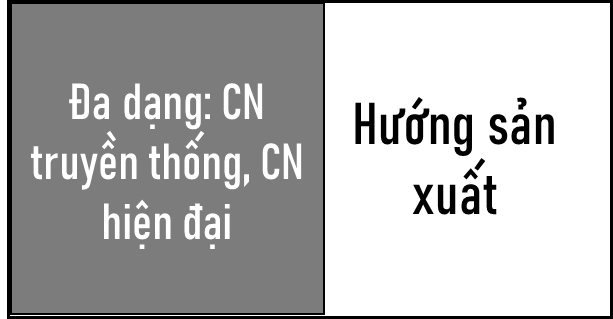 Đa dạng: CN
truyền thống, CN
hiện đại
Hướng sản
xuất